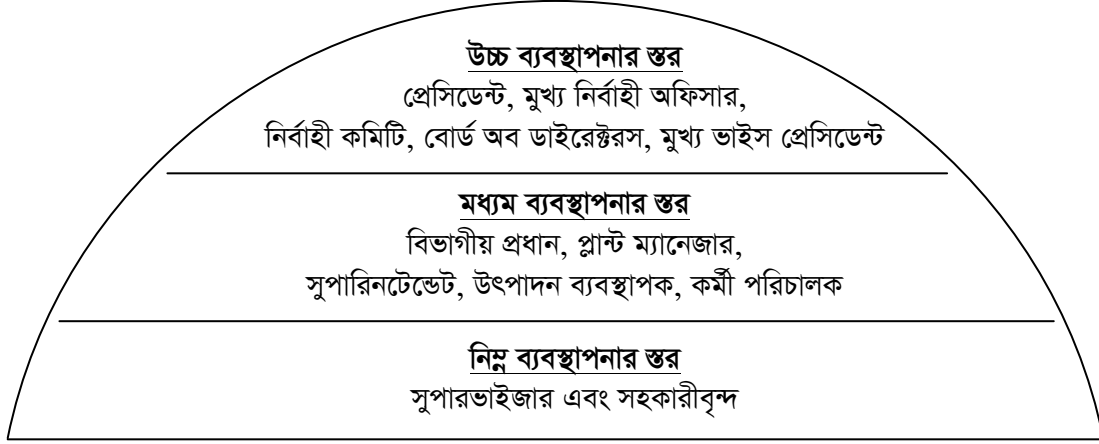 উচ্চ ব্যবস্থাপনার স্তর
প্রেসিডেন্ট, মুখ্য নির্বাহী অফিসার,
নির্বাহী কমিটি, বোর্ড অব ডাইরেক্টরস, মুখ্য ভাইস প্রেসিডেন্ট
মধ্যম ব্যবস্থাপনার স্তর
বিভাগীয় প্রধান, প্লান্ট ম্যানেজার,
সুপারিনটেন্ডেট, উৎপাদন ব্যবস্থাপক, কর্মী পরিচালক
নিম্ন ব্যবস্থাপনার স্তর
সুপারভাইজার এবং সহকারীবৃন্দ